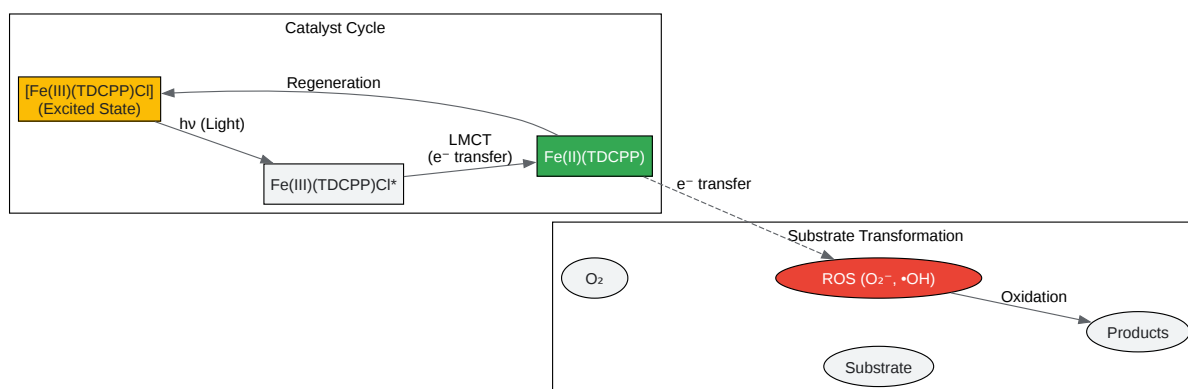 Catalyst Cycle
[Fe(III)(TDCPP)Cl]
(Excited State)
Regeneration
hν (Light)
LMCT
(e⁻ transfer)
Fe(II)(TDCPP)
Fe(III)(TDCPP)Cl*
e⁻ transfer
Substrate Transformation
O₂
ROS (O₂⁻, •OH)
Oxidation
Products
Substrate